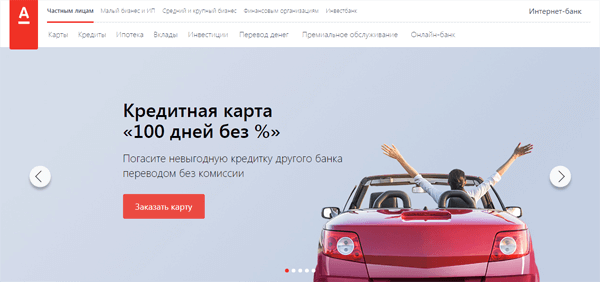 А
Частным лицам Малый бизнес и ИП Средний и крупный бизнес Финансовым организациям Инвестбанк Интернет-банк
Карты Кредиты Ипотека Вклады Инвестиции Перевод денег Премиальное обслуживание Онлайн-банк
Кредитная карта
«100 дней без %»
Погасите невыгодную кредитку другого банка
переводом без комиссии
Заказать карту